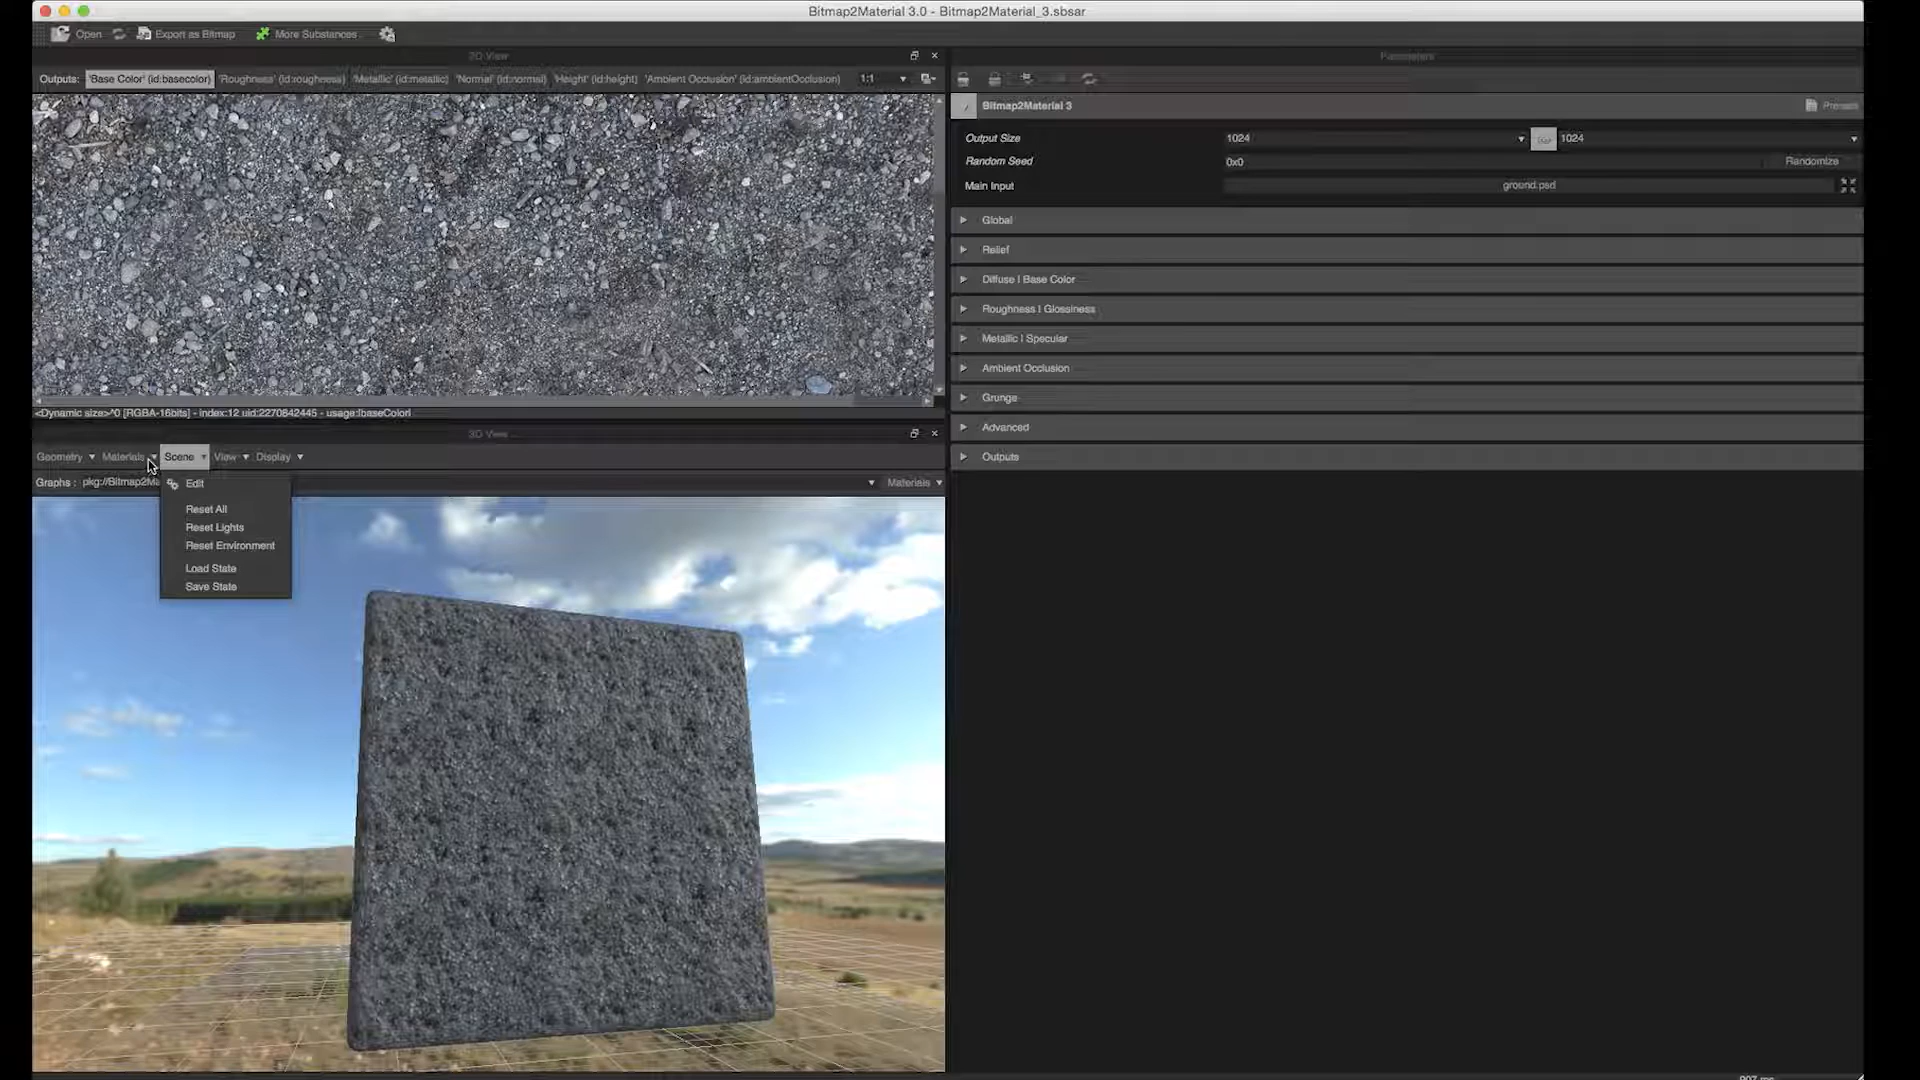 Bitmap2Material 3.0 - Bitmap2Material_3.sbsar
Open
Export as Bitmap
More Substances...
2D View
Outputs: 'Base Color' (id:basecolor) 'Roughness' (id:roughness) 'Metallic' (id:metallic) 'Normal' (id:normal) 'Height' (id:height) 'Ambient Occlusion' (id:ambientOcclusion) 1:1
<Dynamic size>^0 [RGBA-16bits] - index:12 uid:2270842445 - usage:|baseColor|
3D View
Geometry Materials Scene View Display
Graphs : pkg://Bitmap2Ma
Materials
Edit
Reset All
Reset Lights
Reset Environment
Load State
Save State
Parameters
Bitmap2Material 3
Presets
Output Size 1024 1024
Random Seed 0x0 Randomize
Main Input ground.psd
Global
Relief
Diffuse | Base Color
Roughness | Glossiness
Metallic | Specular
Ambient Occlusion
Grunge
Advanced
Outputs